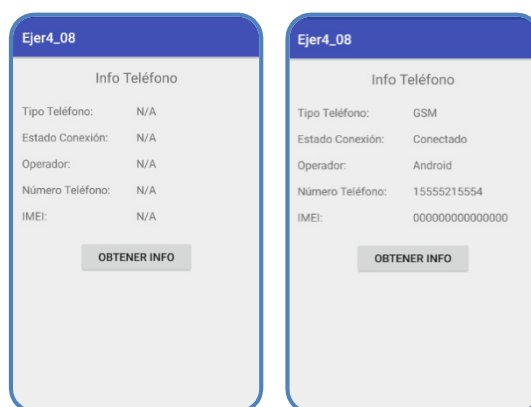 Ejer4_08
Info Teléfono
Tipo Teléfono: N/A
Estado Conexión: N/A
Operador: N/A
Número Teléfono: N/A
IMEI: N/A
OBTENER INFO
Ejer4_08
Info Teléfono
Tipo Teléfono: GSM
Estado Conexión: Conectado
Operador: Android
Número Teléfono: 15555215554
IMEI: 000000000000000
OBTENER INFO